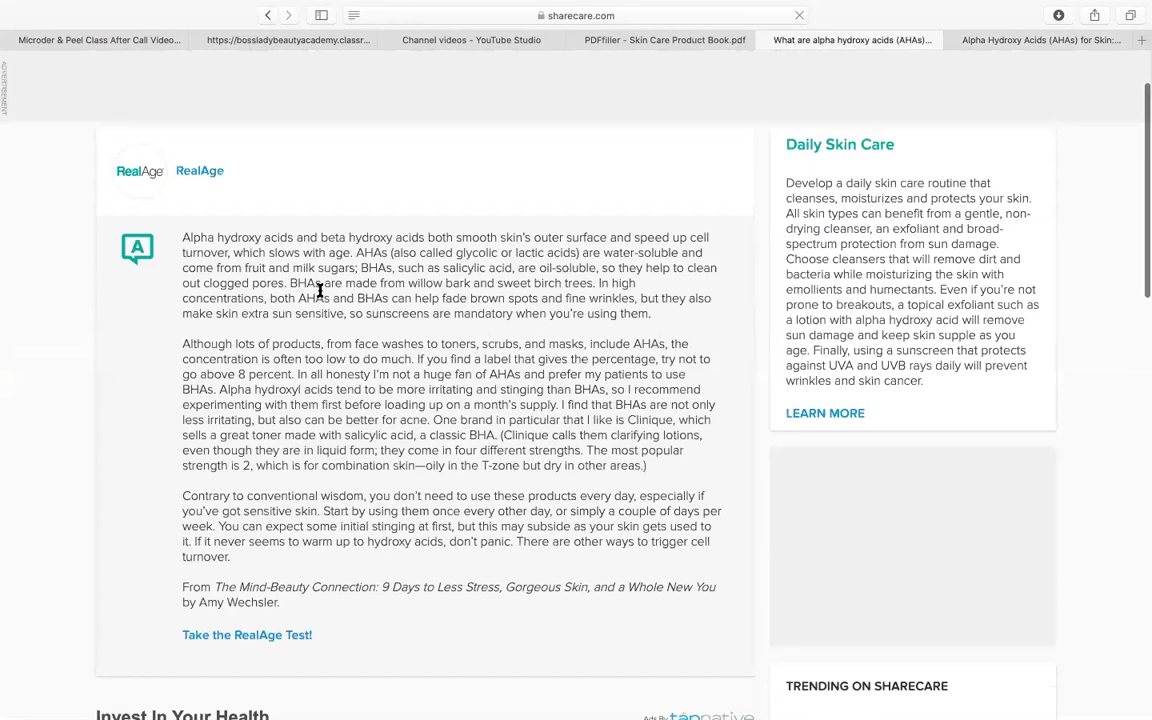 sharecare.com
Microder & Peel Class After Call Video...
https://bossladybeautyacademy.classr...
Channel videos - YouTube Studio
PDFfiller - Skin Care Product Book.pdf
What are alpha hydroxy acids (AHAs)...
Alpha Hydroxy Acids (AHAs) for Skin:...
ADVERTISEMENT
RealAge
RealAge
A
Alpha hydroxy acids and beta hydroxy acids both smooth skin's outer surface and speed up cell
turnover, which slows with age. AHAs (also called glycolic or lactic acids) are water-soluble and
come from fruit and milk sugars; BHAs, such as salicylic acid, are oil-soluble, so they help to clean
out clogged pores. BHAs are made from willow bark and sweet birch trees. In high
concentrations, both AHAs and BHAs can help fade brown spots and fine wrinkles, but they also
make skin extra sun sensitive, so sunscreens are mandatory when you're using them.
Although lots of products, from face washes to toners, scrubs, and masks, include AHAs, the
concentration is often too low to do much. If you find a label that gives the percentage, try not to
go above 8 percent. In all honesty I'm not a huge fan of AHAs and prefer my patients to use
BHAs. Alpha hydroxyl acids tend to be more irritating and stinging than BHAs, so I recommend
experimenting with them first before loading up on a month's supply. I find that BHAs are not only
less irritating, but also can be better for acne. One brand in particular that I like is Clinique, which
sells a great toner made with salicylic acid, a classic BHA. (Clinique calls them clarifying lotions,
even though they are in liquid form; they come in four different strengths. The most popular
strength is 2, which is for combination skin—oily in the T-zone but dry in other areas.)
Contrary to conventional wisdom, you don't need to use these products every day, especially if
you've got sensitive skin. Start by using them once every other day, or simply a couple of days per
week. You can expect some initial stinging at first, but this may subside as your skin gets used to
it. If it never seems to warm up to hydroxy acids, don't panic. There are other ways to trigger cell
turnover.
From The Mind-Beauty Connection: 9 Days to Less Stress, Gorgeous Skin, and a Whole New You
by Amy Wechsler.
Take the RealAge Test!
Invest In Your Health
Ads By tapnative
Daily Skin Care
Develop a daily skin care routine that
cleanses, moisturizes and protects your skin.
All skin types can benefit from a gentle, non-
drying cleanser, an exfoliant and broad-
spectrum protection from sun damage.
Choose cleansers that will remove dirt and
bacteria while moisturizing the skin with
emollients and humectants. Even if you're not
prone to breakouts, a topical exfoliant such as
a lotion with alpha hydroxy acid will remove
sun damage and keep skin supple as you
age. Finally, using a sunscreen that protects
against UVA and UVB rays daily will prevent
wrinkles and skin cancer.
LEARN MORE
TRENDING ON SHARECARE